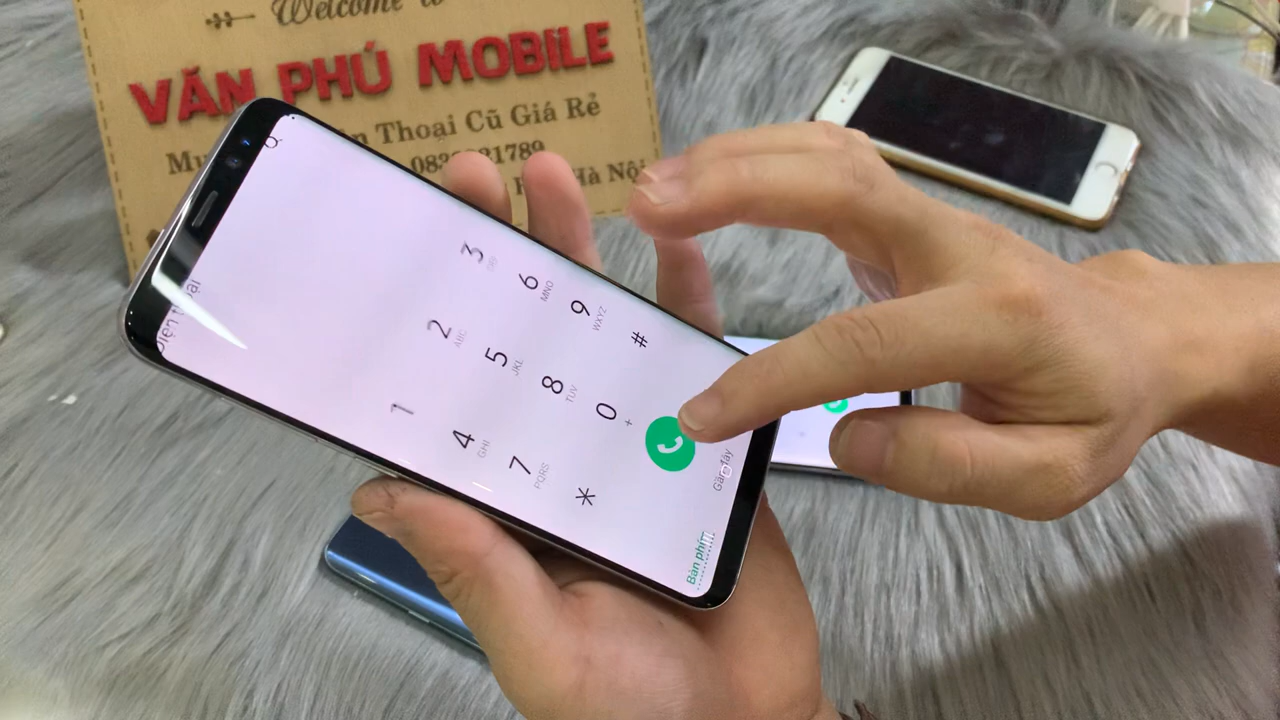 Welcome to
VĂN PHÚ MOBILE
Thoại Cũ Giá Rẻ
Hà Nội
1
2 ABC
3 DEF
4 GHI
5 JKL
6 MNO
7 PQRS
8 TUV
9 WXYZ
*
0 +
#
Bàn phím
Gần đây